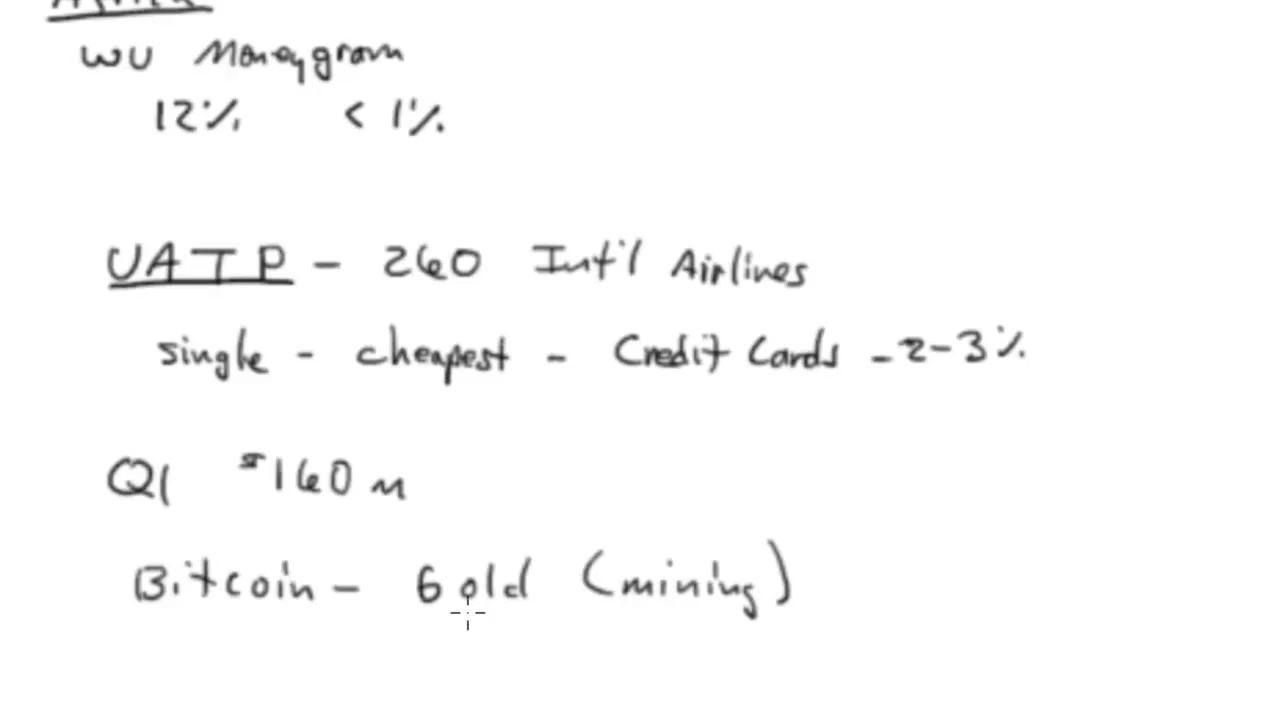 WU Moneygram
12% < 1%
UATP - 260 Int'l Airlines
single - cheapest - Credit Cards - 2-3%
Q1 $160 m
Bitcoin - Gold (mining)